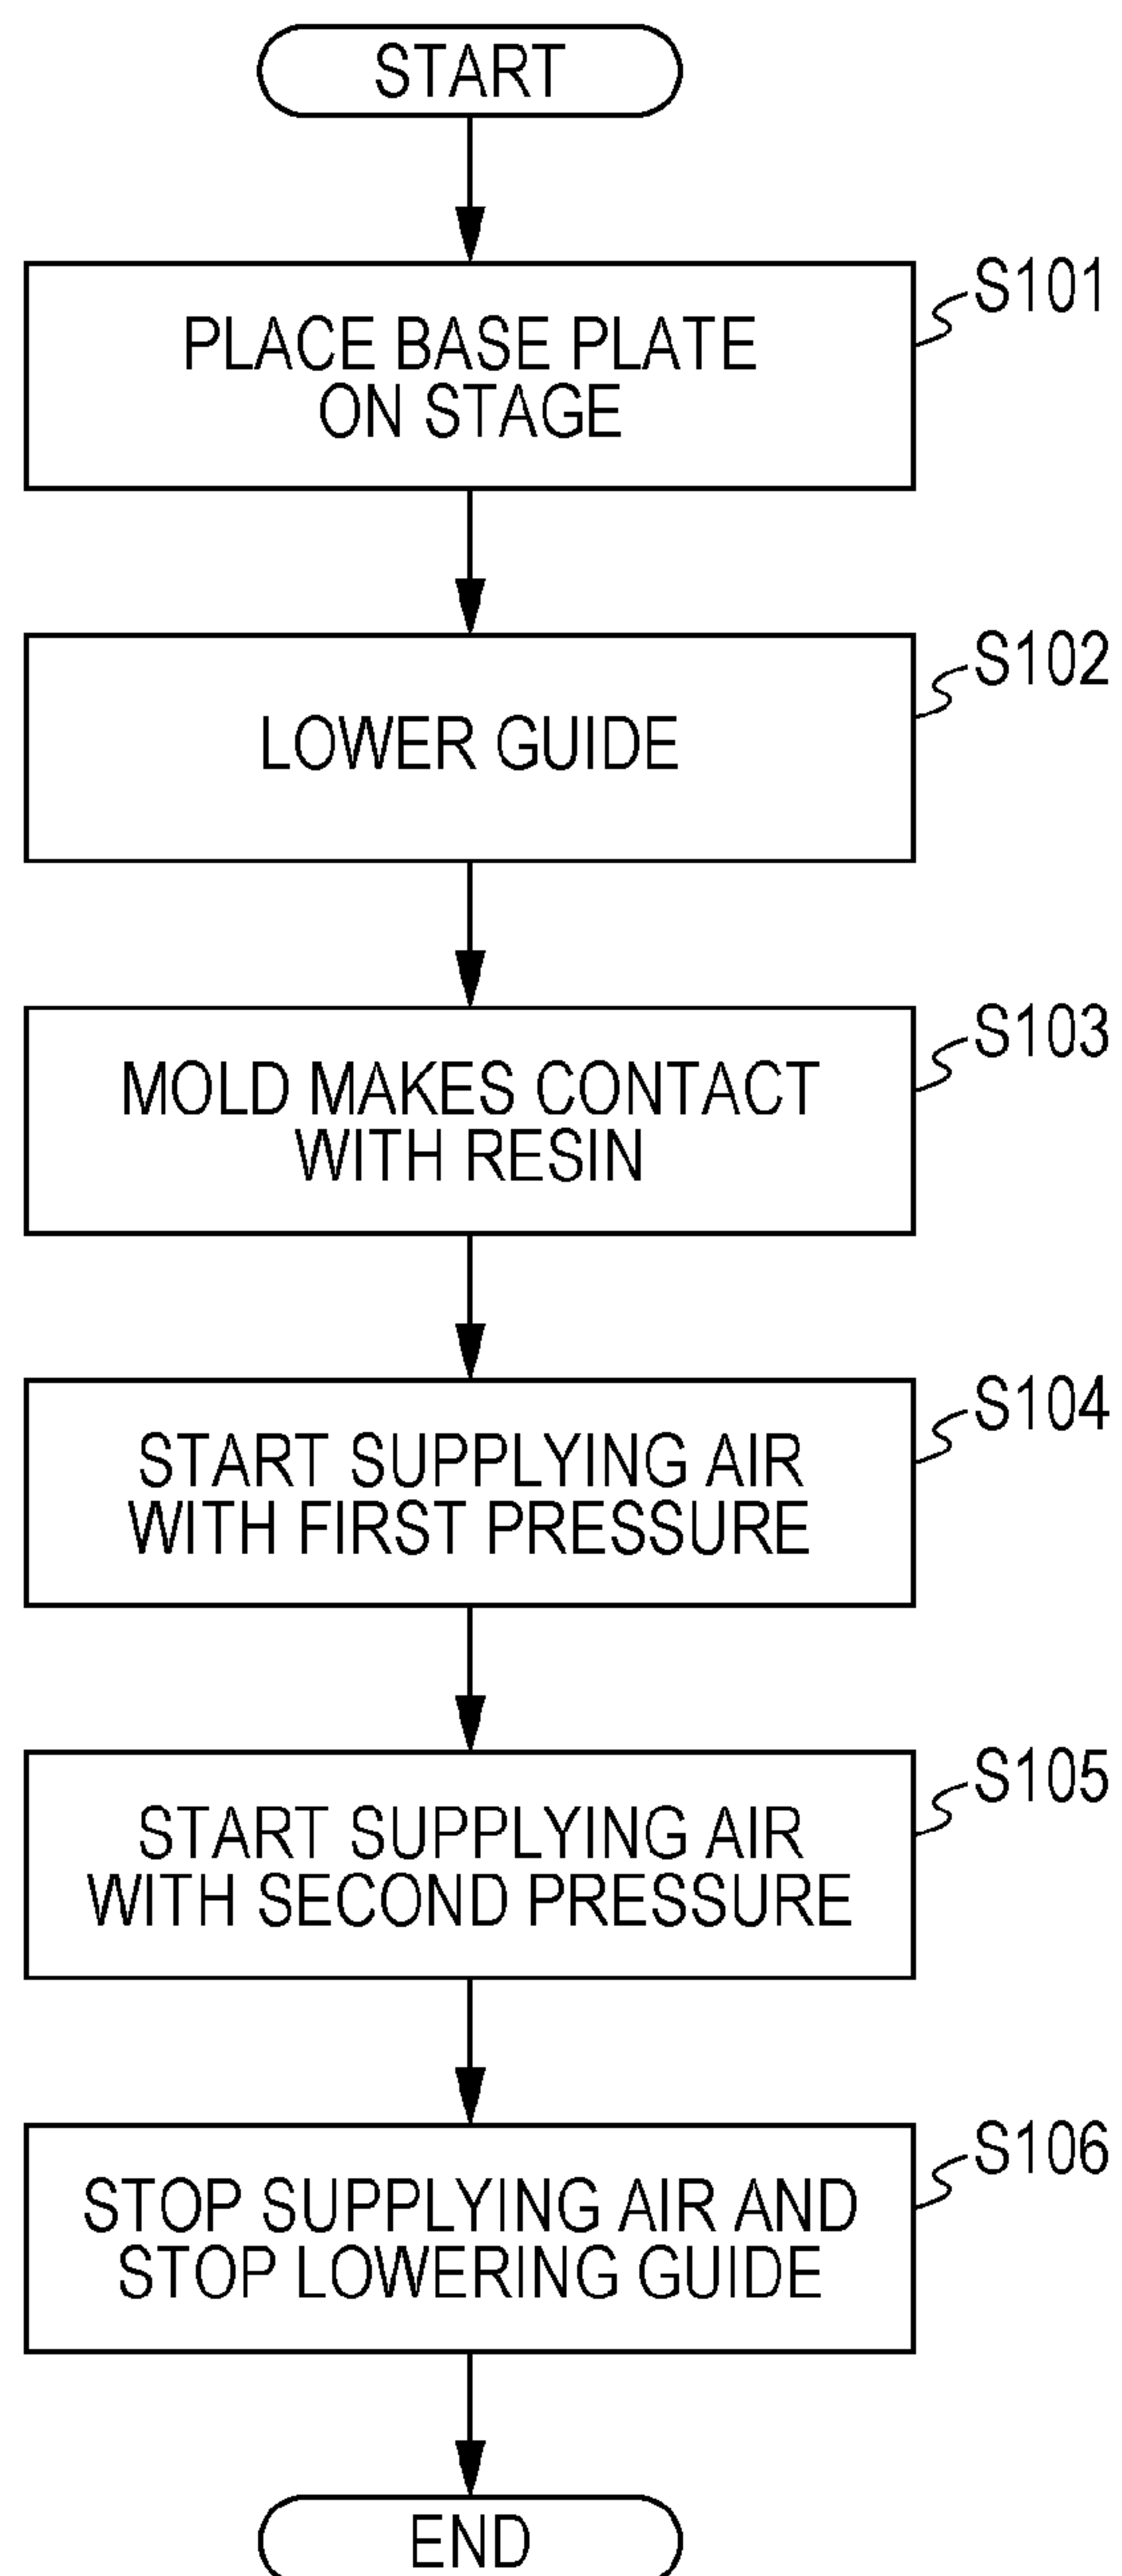 START
S101
PLACE BASE PLATE
ON STAGE
S102
LOWER GUIDE
S103
MOLD MAKES CONTACT
WITH RESIN
S104
START SUPPLYING AIR
WITH FIRST PRESSURE
S105
START SUPPLYING AIR
WITH SECOND PRESSURE
S106
STOP SUPPLYING AIR AND
STOP LOWERING GUIDE
END